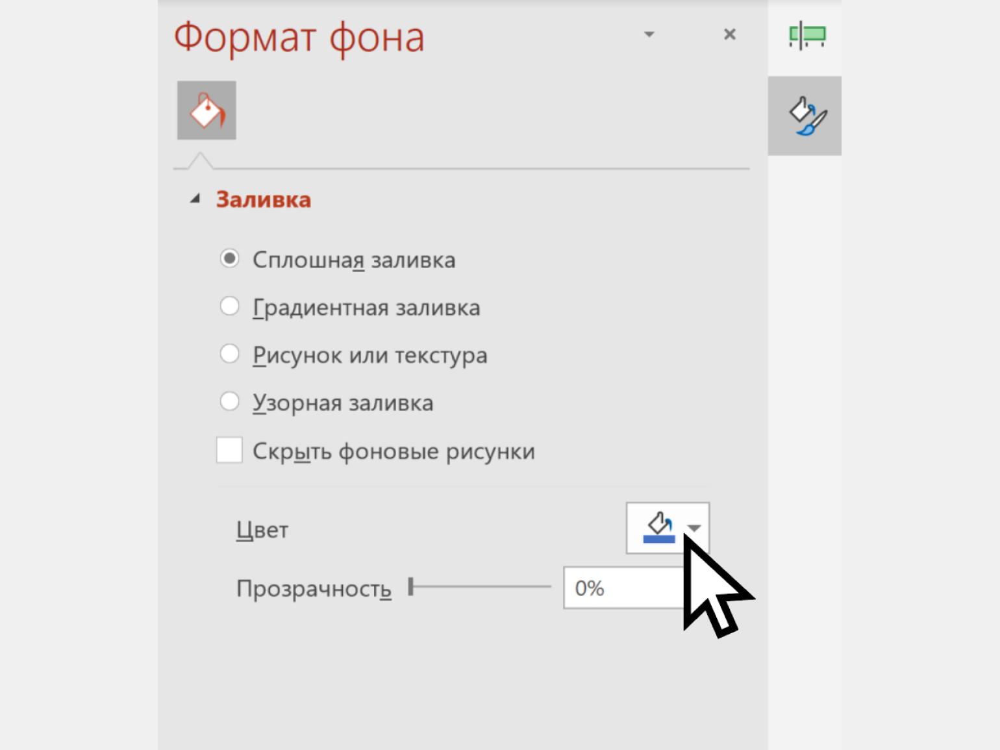 Формат фона
Заливка
Сплошная заливка
Градиентная заливка
Рисунок или текстура
Узорная заливка
Скрыть фоновые рисунки
Цвет
Прозрачность 0%